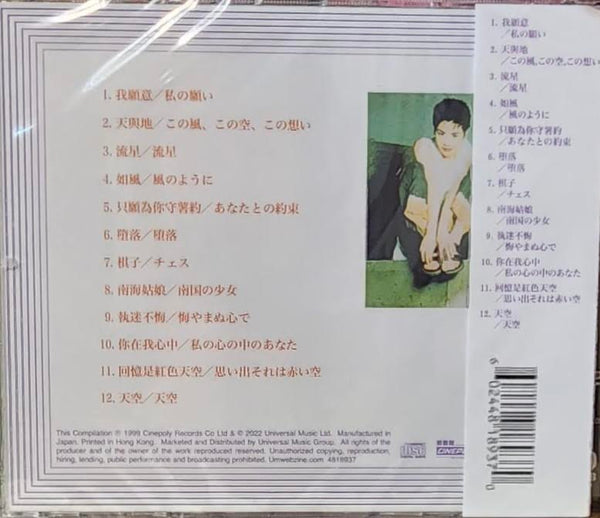 1. 我願意／私の願い
2. 天與地／この風、この空、この想い
3. 流星／流星
4. 如風／風のように
5. 只願為你守著約／あなたとの約束
6. 墮落／堕落
7. 棋子／チェス
8. 南海姑娘／南国の少女
9. 執迷不悔／悔やまぬ心で
10. 你在我心中／私の心の中のあなた
11. 回憶是紅色天空／思い出それは赤い空
12. 天空／天空
This Compilation ℗ 1999 Cinepoly Records Co Ltd & © 2022 Universal Music Ltd. Manufactured in
Japan. Printed in Hong Kong. Marketed and Distributed by Universal Music Group. All rights of the
producer and of the owner of the work reproduced reserved. Unauthorized copying, reproduction,
hiring, lending, public performance and broadcasting prohibited. Umwebzine.com 4818937
COMPACT disc DIGITAL AUDIO
新藝寶
CINEPOLY
1. 我願意
／私の願い
2. 天與地
／この風、この空、この想い
3. 流星
／流星
4. 如風
／風のように
5. 只願為你守著約
／あなたとの約束
6. 墮落
／堕落
7. 棋子
／チェス
8. 南海姑娘
／南国の少女
9. 執迷不悔
／悔やまぬ心で
10. 你在我心中
／私の心の中のあなた
11. 回憶是紅色天空
／思い出それは赤い空
12. 天空
／天空
6 02448 18937 0